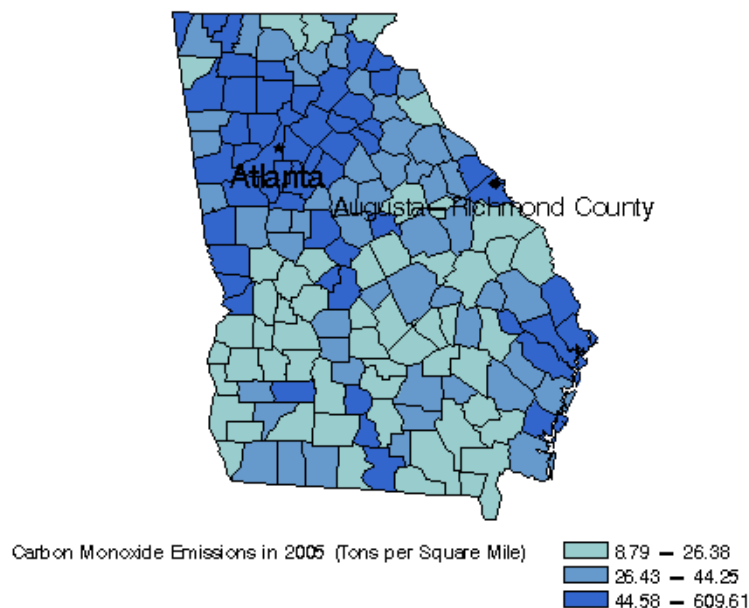 Atlanta
Augusta–Richmond County
Carbon Monoxide Emissions in 2005 (Tons per Square Mile)
8.79 – 26.38
26.43 – 44.25
44.58 – 609.61